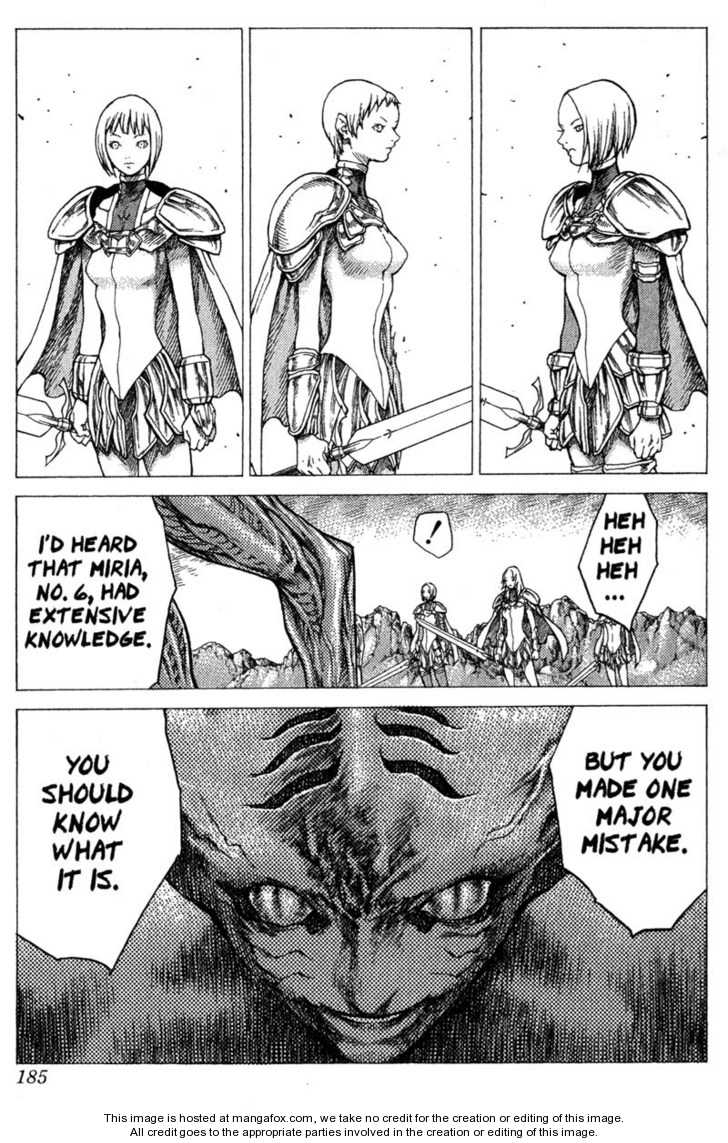 !
HEH
HEH
HEH
...
I'D HEARD
THAT MIRIA,
NO. 6, HAD
EXTENSIVE
KNOWLEDGE.
BUT YOU
MADE ONE
MAJOR
MISTAKE.
YOU
SHOULD
KNOW
WHAT
IT IS.
185
This image is hosted at mangafox.com, we take no credit for the creation or editing of this image.
All credit goes to the appropriate parties involved in the creation or editing of this image.